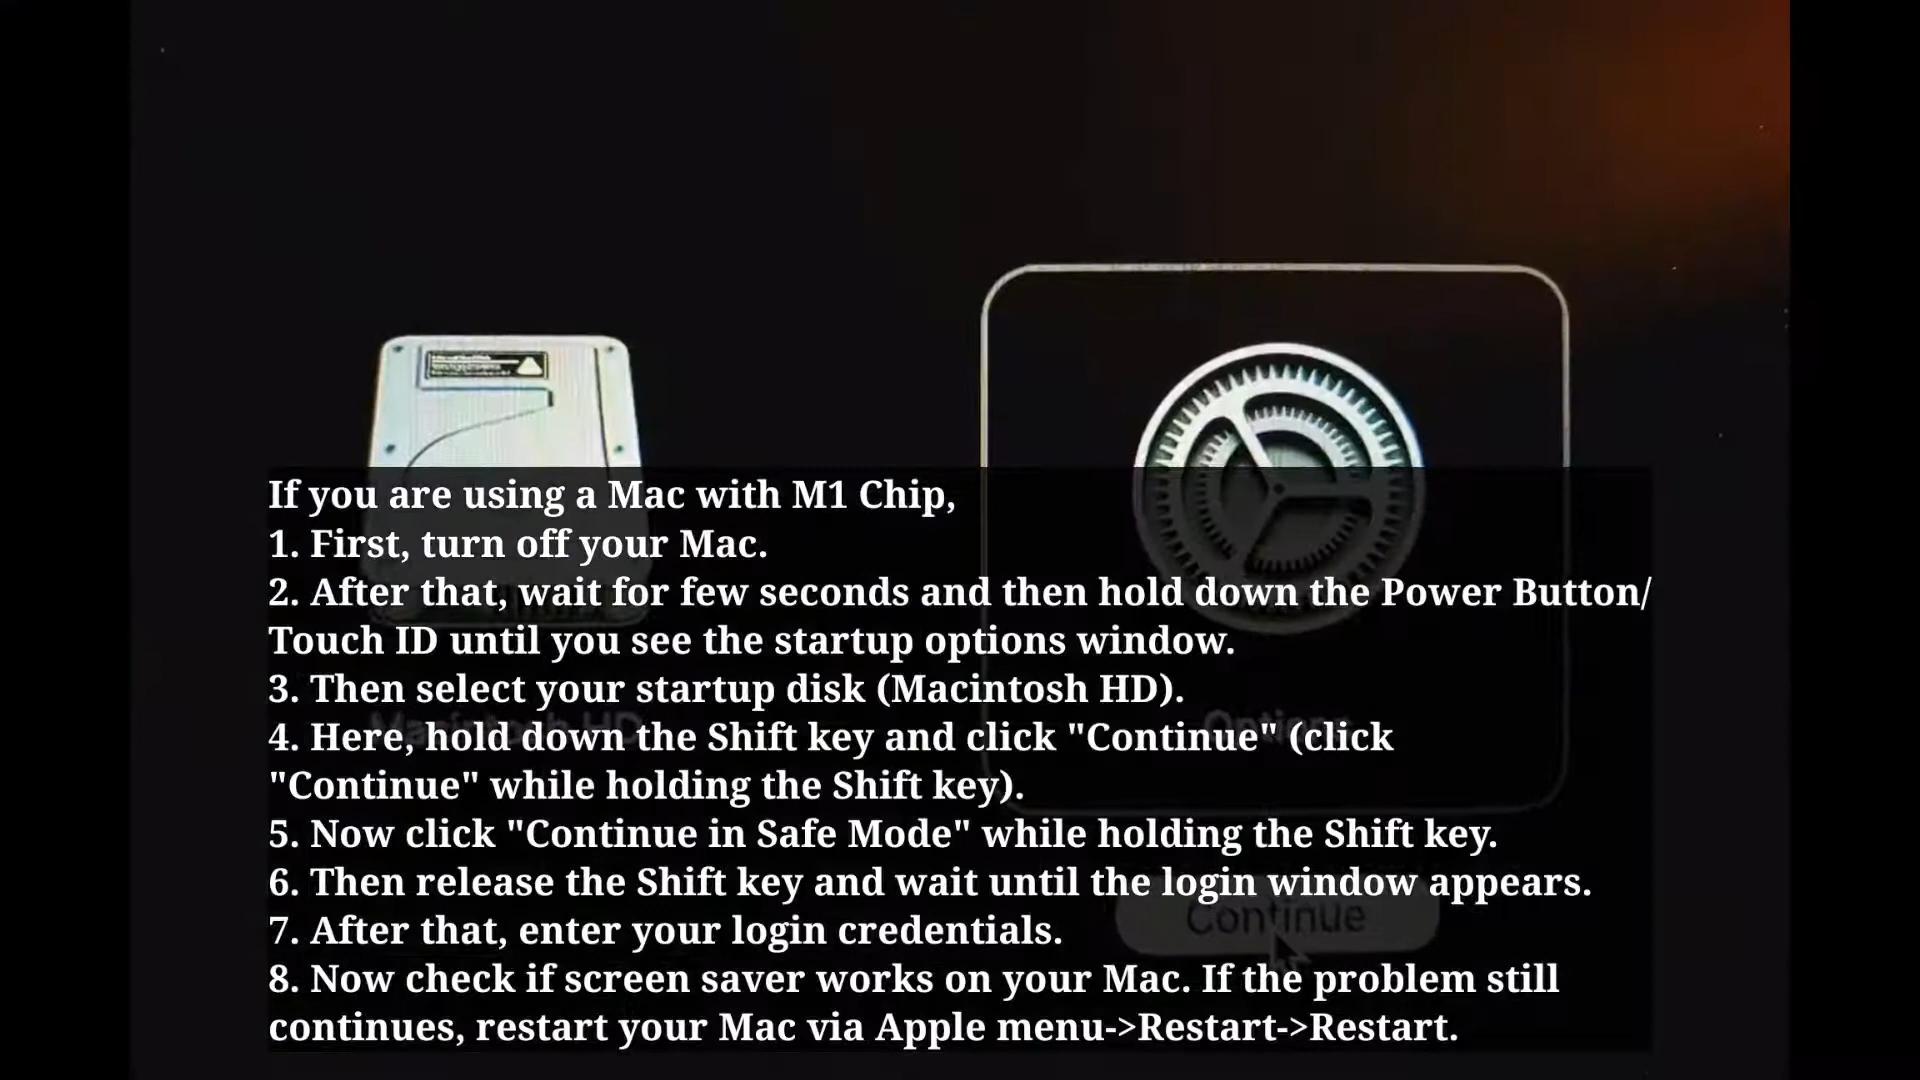 If you are using a Mac with M1 Chip,
1. First, turn off your Mac.
2. After that, wait for few seconds and then hold down the Power Button/
Touch ID until you see the startup options window.
3. Then select your startup disk (Macintosh HD).
Macintosh HD
Options
4. Here, hold down the Shift key and click "Continue" (click
"Continue" while holding the Shift key).
5. Now click "Continue in Safe Mode" while holding the Shift key.
6. Then release the Shift key and wait until the login window appears.
Continue
7. After that, enter your login credentials.
8. Now check if screen saver works on your Mac. If the problem still
continues, restart your Mac via Apple menu->Restart->Restart.